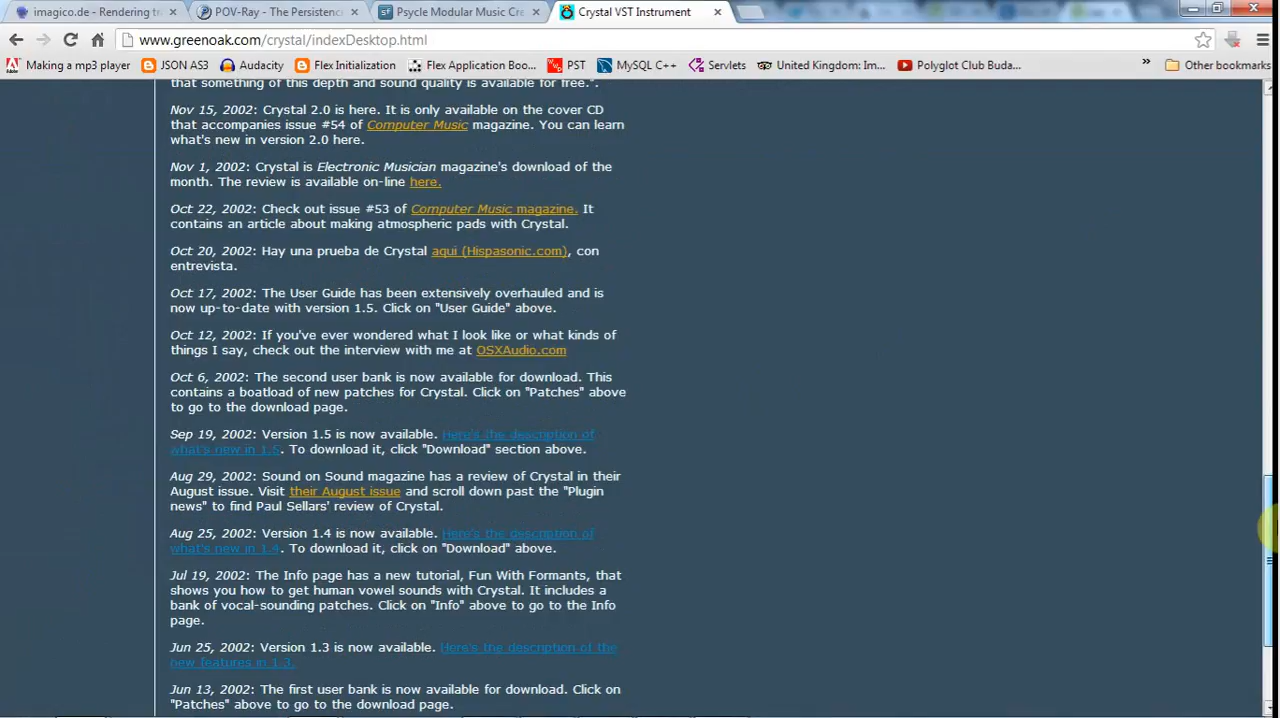 imagico.de - Rendering tr
POV-Ray - The Persistenc
Psycle Modular Music Cre
Crystal VST Instrument
www.greenoak.com/crystal/indexDesktop.html
Making a mp3 player
JSON AS3
Audacity
Flex Initialization
Flex Application Boo...
PST
MySQL C++
Servlets
United Kingdom: Im...
Polyglot Club Buda...
»
Other bookmarks
that something of this depth and sound quality is available for free.".
Nov 15, 2002: Crystal 2.0 is here. It is only available on the cover CD
that accompanies issue #54 of Computer Music magazine. You can learn
what's new in version 2.0 here.
Nov 1, 2002: Crystal is Electronic Musician magazine's download of the
month. The review is available on-line here.
Oct 22, 2002: Check out issue #53 of Computer Music magazine. It
contains an article about making atmospheric pads with Crystal.
Oct 20, 2002: Hay una prueba de Crystal aqui (Hispasonic.com), con
entrevista.
Oct 17, 2002: The User Guide has been extensively overhauled and is
now up-to-date with version 1.5. Click on "User Guide" above.
Oct 12, 2002: If you've ever wondered what I look like or what kinds of
things I say, check out the interview with me at OSXAudio.com
Oct 6, 2002: The second user bank is now available for download. This
contains a boatload of new patches for Crystal. Click on "Patches" above
to go to the download page.
Sep 19, 2002: Version 1.5 is now available. Here's the description of
what's new in 1.5. To download it, click "Download" section above.
Aug 29, 2002: Sound on Sound magazine has a review of Crystal in their
August issue. Visit their August issue and scroll down past the "Plugin
news" to find Paul Sellars' review of Crystal.
Aug 25, 2002: Version 1.4 is now available. Here's the description of
what's new in 1.4. To download it, click on "Download" above.
Jul 19, 2002: The Info page has a new tutorial, Fun With Formants, that
shows you how to get human vowel sounds with Crystal. It includes a
bank of vocal-sounding patches. Click on "Info" above to go to the Info
page.
Jun 25, 2002: Version 1.3 is now available. Here's the description of the
new features in 1.3.
Jun 13, 2002: The first user bank is now available for download. Click on
"Patches" above to go to the download page.